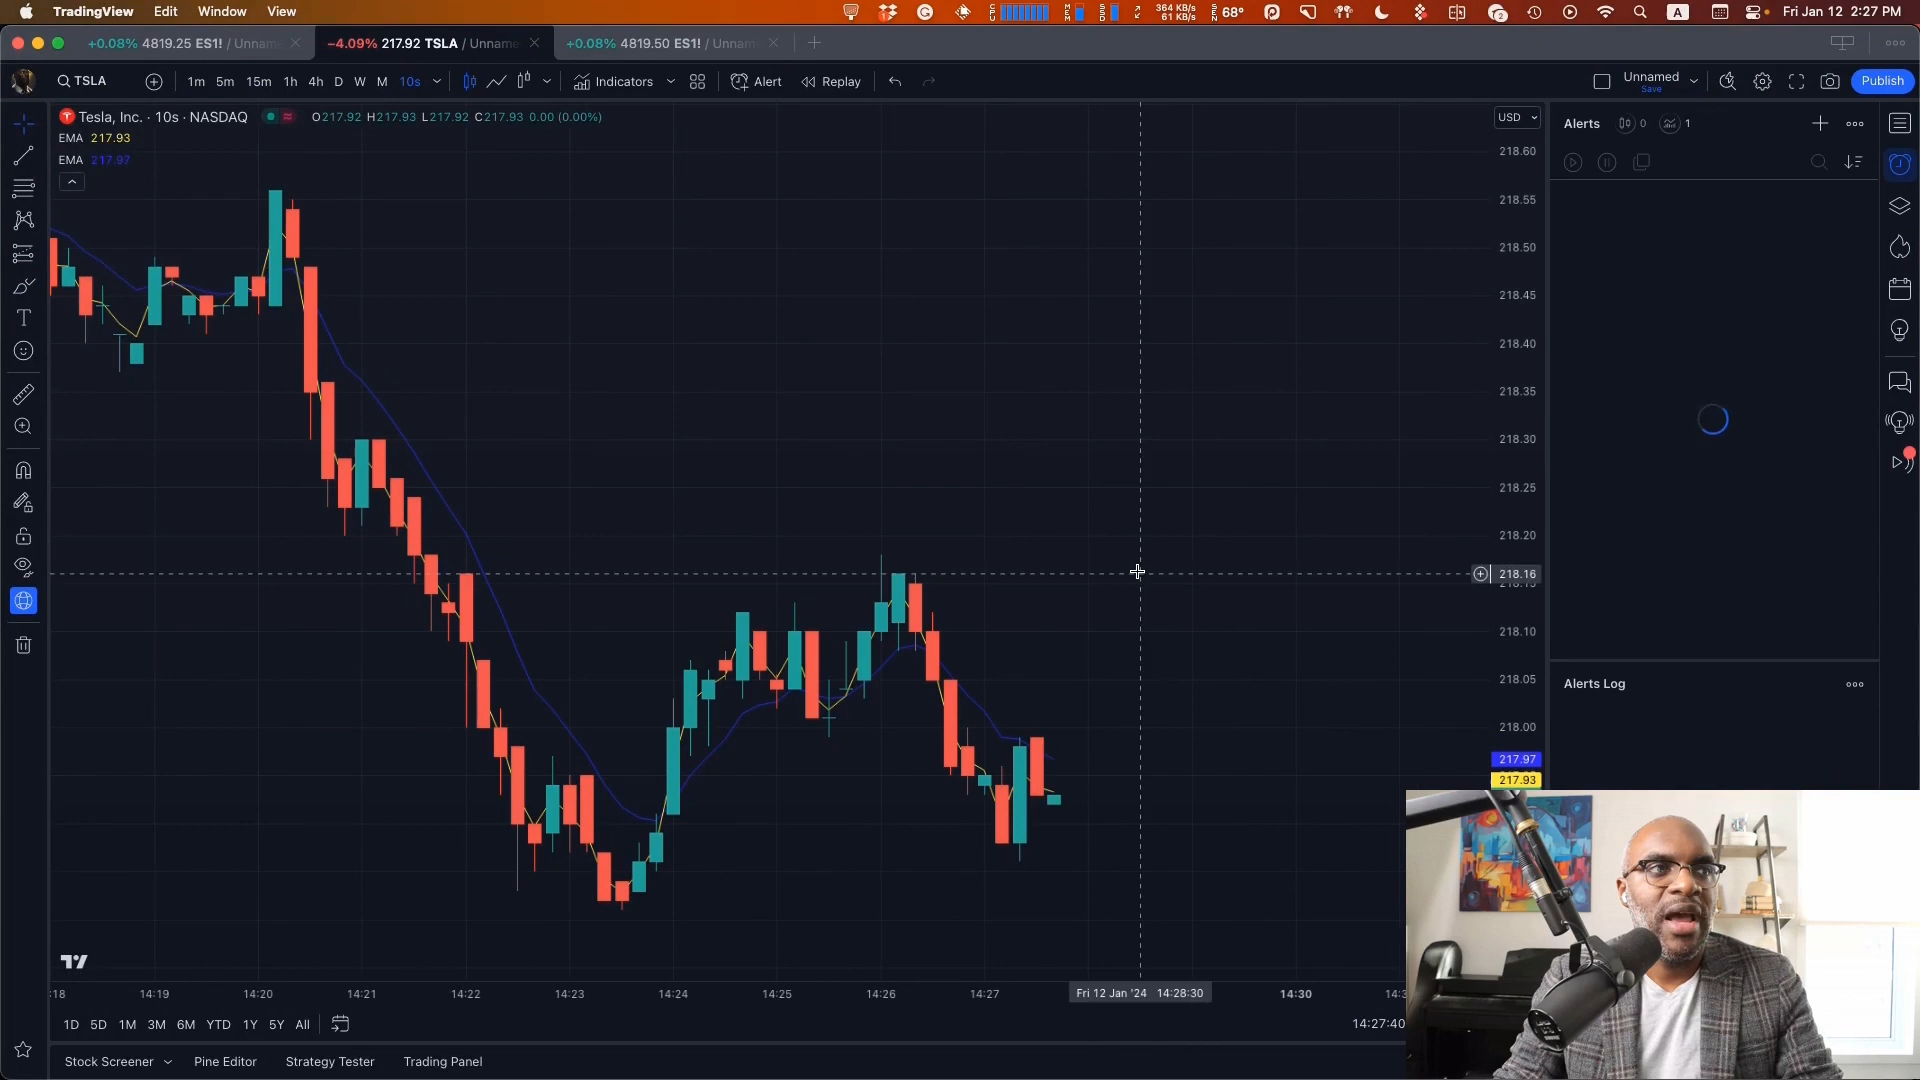 TradingView Edit Window View
364 KB/s
61 KB/s
68°
Fri Jan 12 2:27 PM
+0.08% 4819.25 ES1! / Unname
−4.09% 217.92 TSLA / Unname
+0.08% 4819.50 ES1! / Unnam
TSLA
1m 5m 15m 1h 4h D W M 10s
Indicators
Alert
Replay
Unnamed
Save
Publish
Tesla, Inc. · 10s · NASDAQ
O217.92 H217.93 L217.92 C217.93 0.00 (0.00%)
EMA 217.93
EMA 217.97
USD
Alerts 0 1
218.60
218.55
218.50
218.45
218.40
218.35
218.30
218.25
218.20
218.16
218.10
218.05
218.00
217.97
217.93
Alerts Log
:18 14:19 14:20 14:21 14:22 14:23 14:24 14:25 14:26 14:27
Fri 12 Jan '24 14:28:30
14:30
1D 5D 1M 3M 6M YTD 1Y 5Y All
14:27:40
Stock Screener Pine Editor Strategy Tester Trading Panel